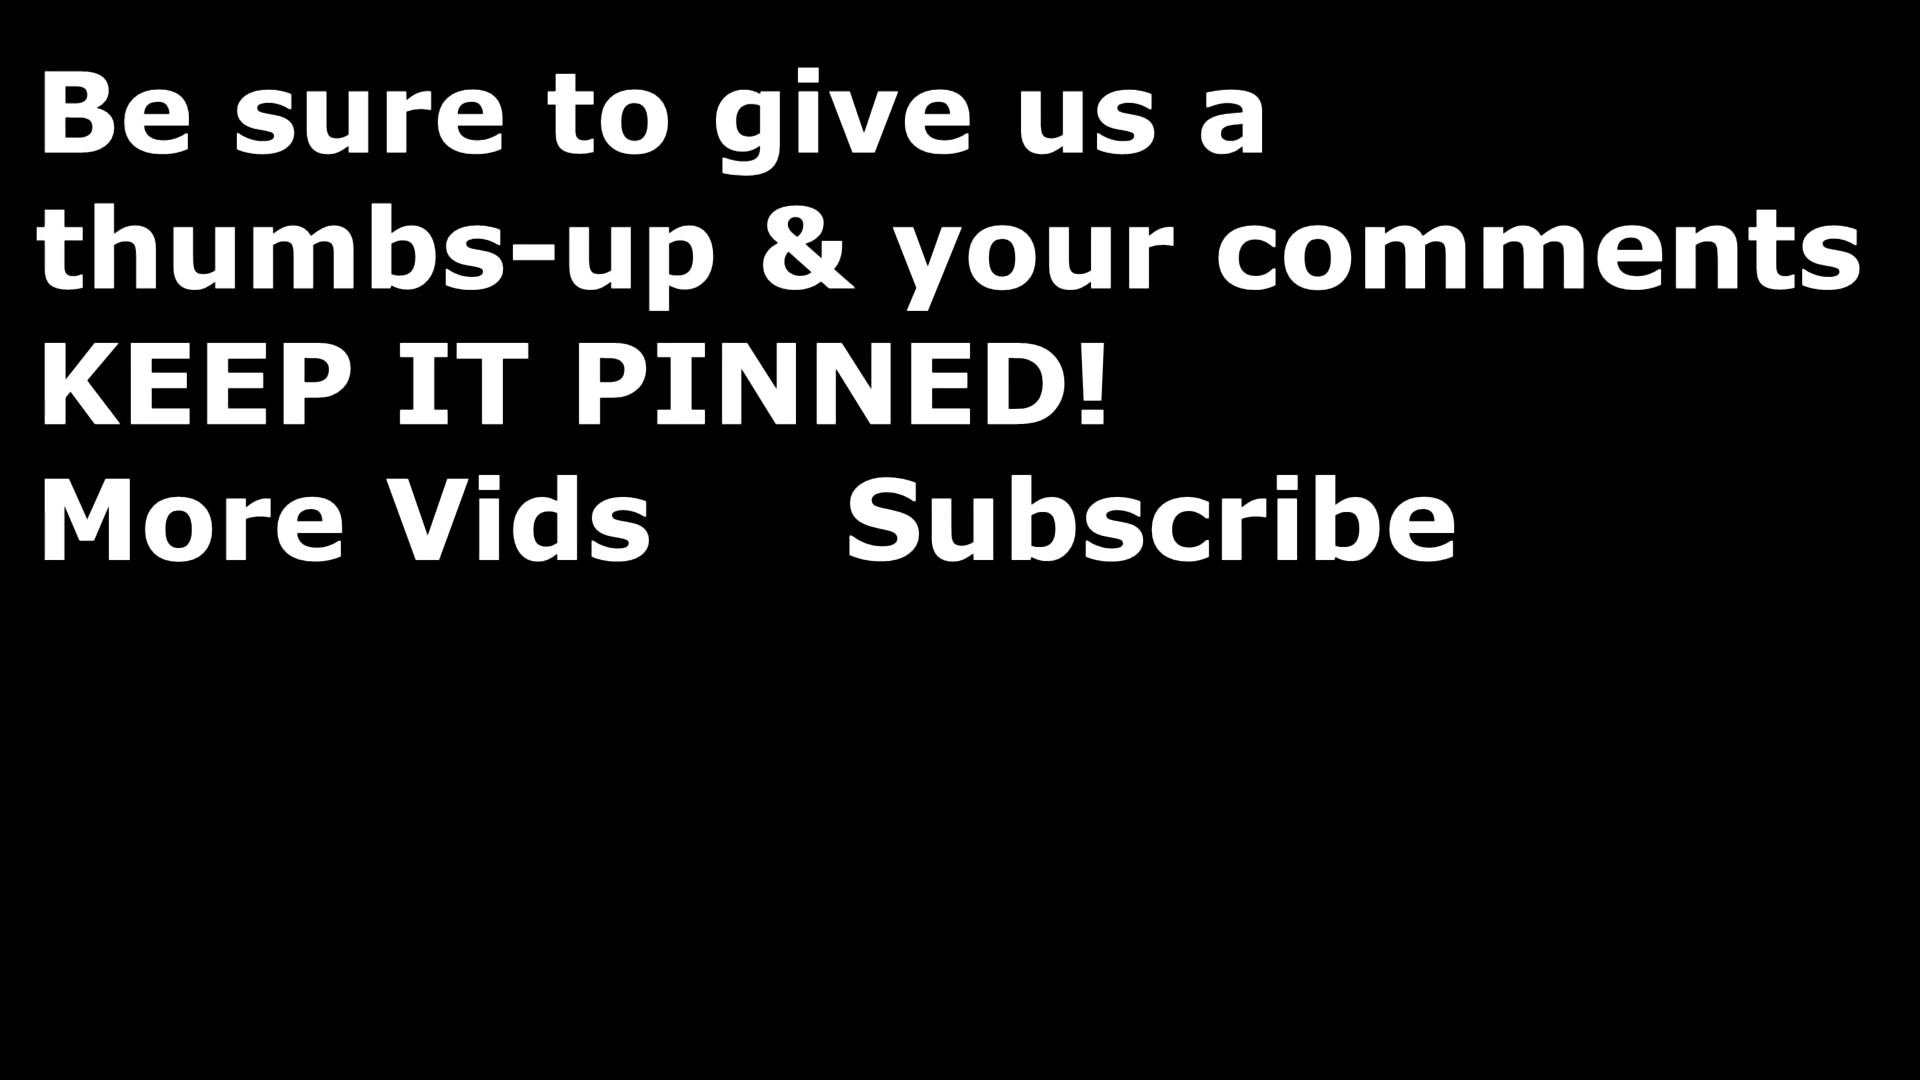 Be sure to give us a
thumbs-up & your comments
KEEP IT PINNED!
More Vids Subscribe